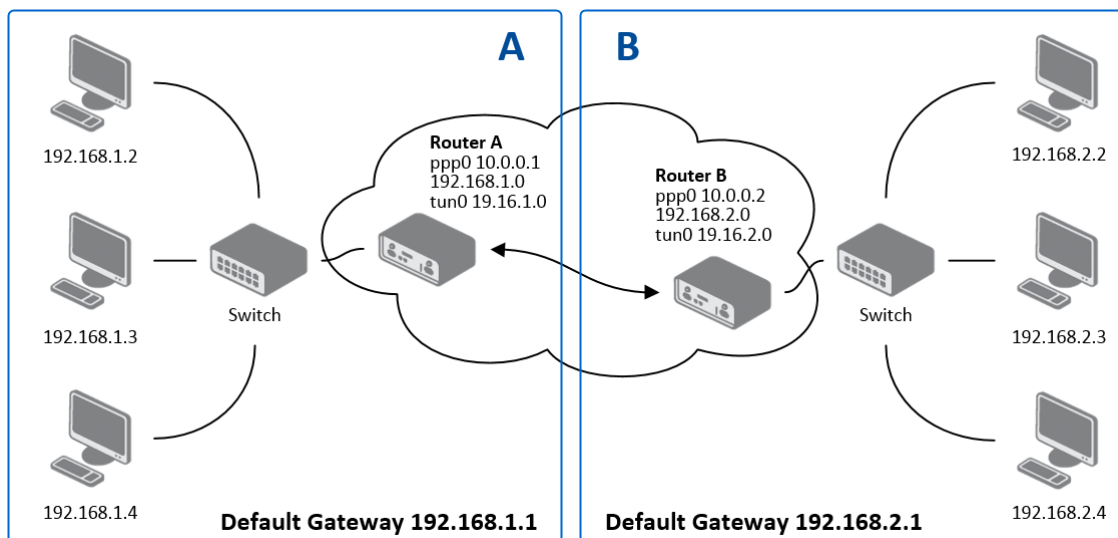 A
B
192.168.1.2
Router A
ppp0 10.0.0.1
192.168.1.0
tun0 19.16.1.0
Router B
ppp0 10.0.0.2
192.168.2.0
tun0 19.16.2.0
192.168.2.2
192.168.1.3
Switch
Switch
192.168.2.3
192.168.1.4
Default Gateway 192.168.1.1
Default Gateway 192.168.2.1
192.168.2.4